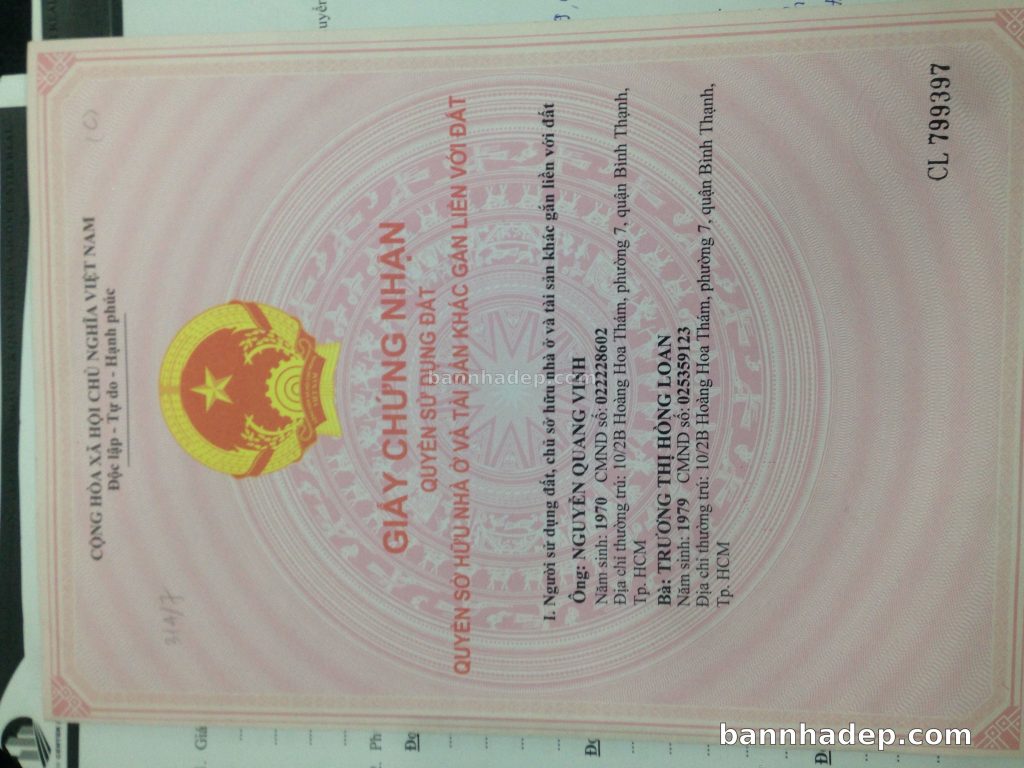 CỘNG HÒA XÃ HỘI CHỦ NGHĨA VIỆT NAM
Độc lập - Tự do - Hạnh phúc
(C)
GIẤY CHỨNG NHẬN
QUYỀN SỬ DỤNG ĐẤT
QUYỀN SỞ HỮU NHÀ Ở VÀ TÀI SẢN KHÁC GẮN LIỀN VỚI ĐẤT
bannhadep.com
I. Người sử dụng đất, chủ sở hữu nhà ở và tài sản khác gắn liền với đất
Ông: NGUYỄN QUANG VINH
Năm sinh: 1970 CMND số: 022228602
Địa chỉ thường trú: 10/2B Hoàng Hoa Thám, phường 7, quận Bình Thạnh,
Tp. HCM
Bà: TRƯƠNG THỊ HỒNG LOAN
Năm sinh: 1979 CMND số: 025359123
Địa chỉ thường trú: 10/2B Hoàng Hoa Thám, phường 7, quận Bình Thạnh,
Tp. HCM
CL 799397
bannhadep.com